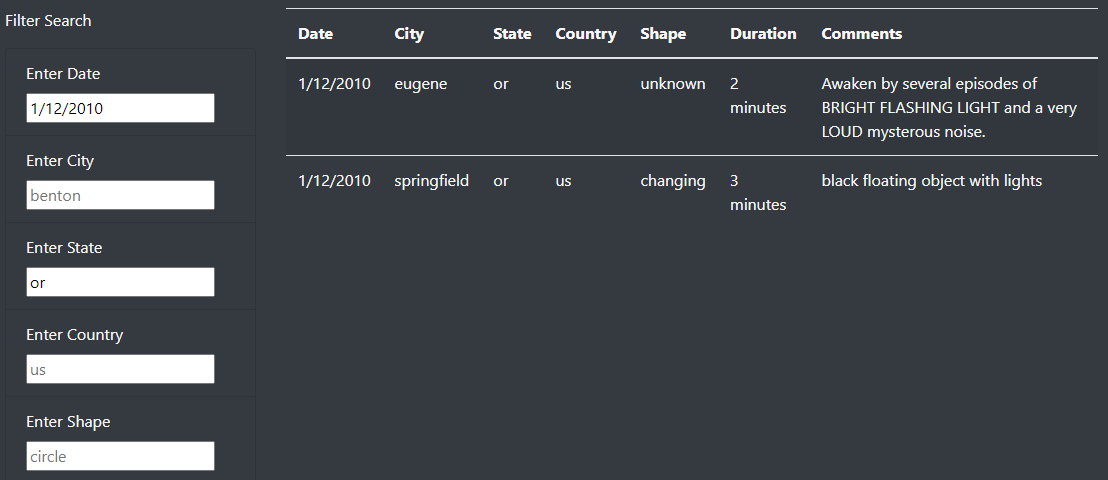 Filter Search
Enter Date
1/12/2010
Enter City
benton
Enter State
or
Enter Country
us
Enter Shape
circle
Date City State Country Shape Duration Comments
1/12/2010 eugene or us unknown 2 Awaken by several episodes of
minutes BRIGHT FLASHING LIGHT and a very
LOUD mysterous noise.
1/12/2010 springfield or us changing 3 black floating object with lights
minutes